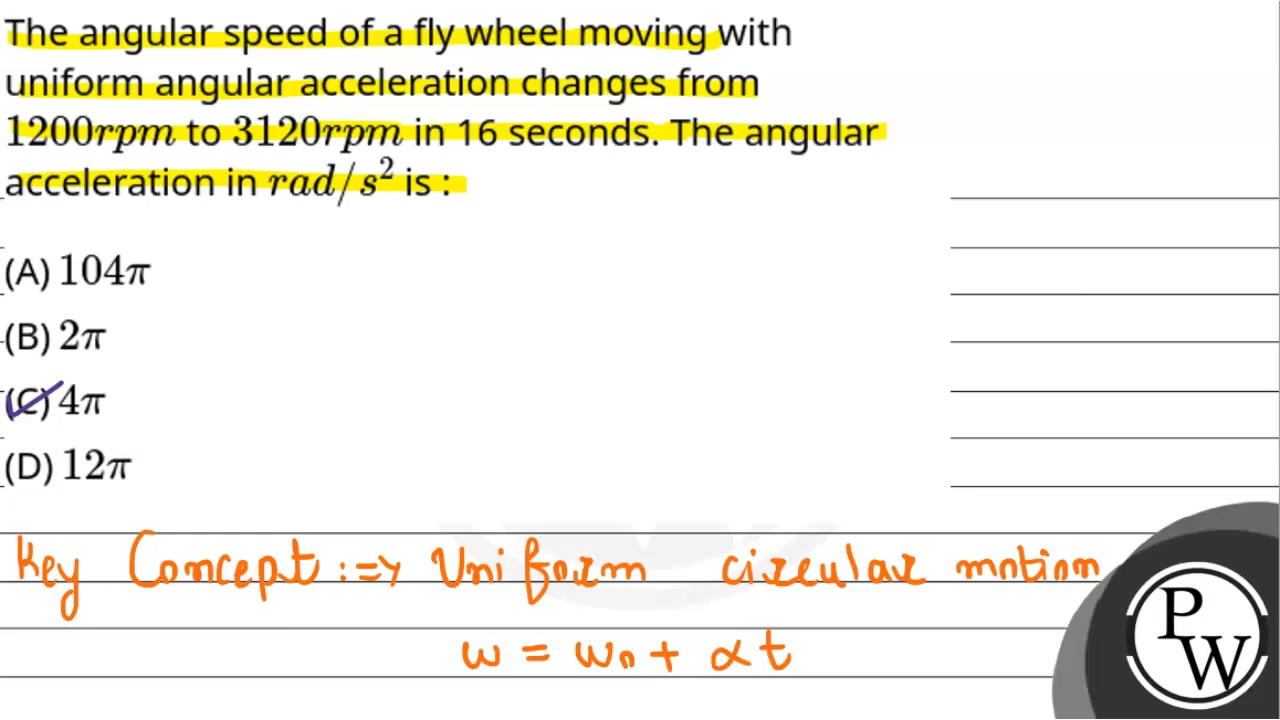 The angular speed of a fly wheel moving with
uniform angular acceleration changes from
1200rpm to 3120rpm in 16 seconds. The angular
acceleration in rad/s² is :
(A) 104π
(B) 2π
(C) 4π
(D) 12π
Key Concept :⇒ Uniform circular motion
ω = ω₀ + αt
PW